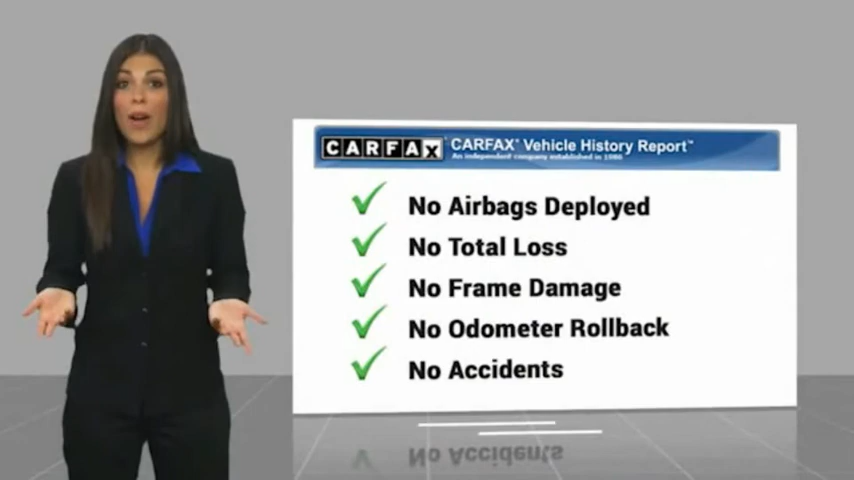 CARFAX CARFAX® Vehicle History Report™
An independent company established in 1986
No Airbags Deployed
No Total Loss
No Frame Damage
No Odometer Rollback
No Accidents
No Accidents